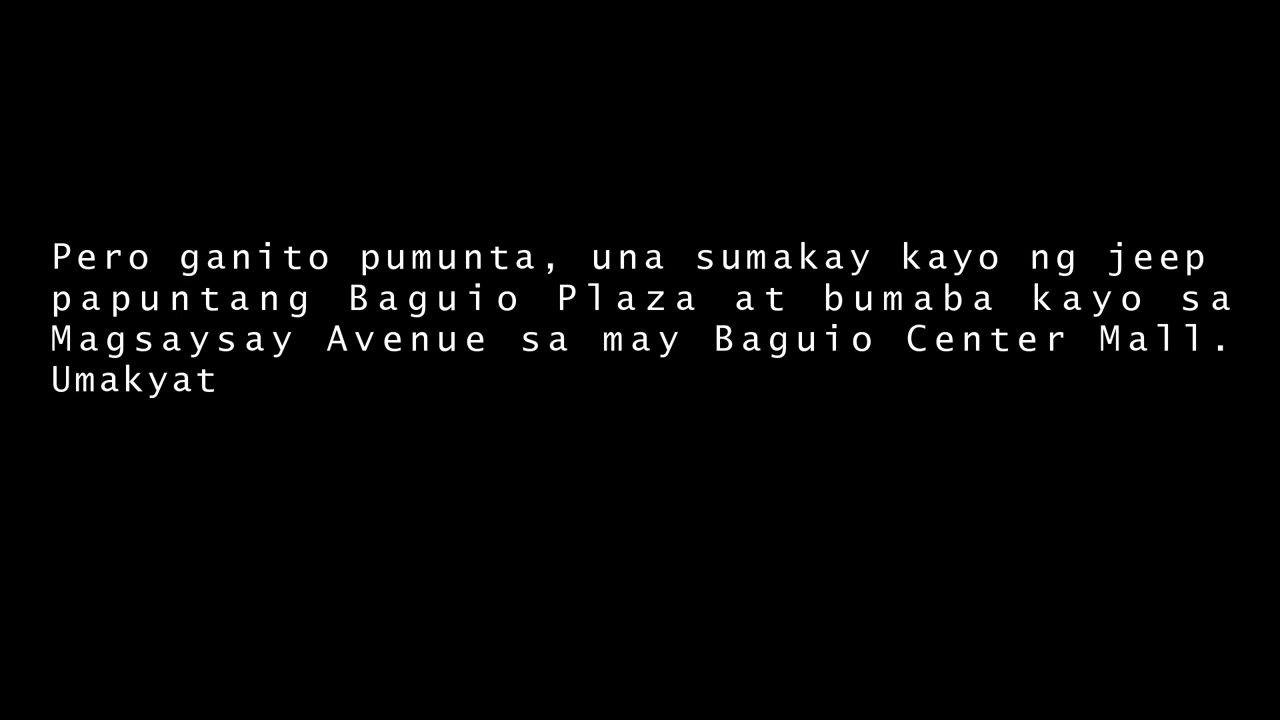 Pero ganito pumunta, una sumakay kayo ng jeep
papuntang Baguio Plaza at bumaba kayo sa
Magsaysay Avenue sa may Baguio Center Mall.
Umakyat